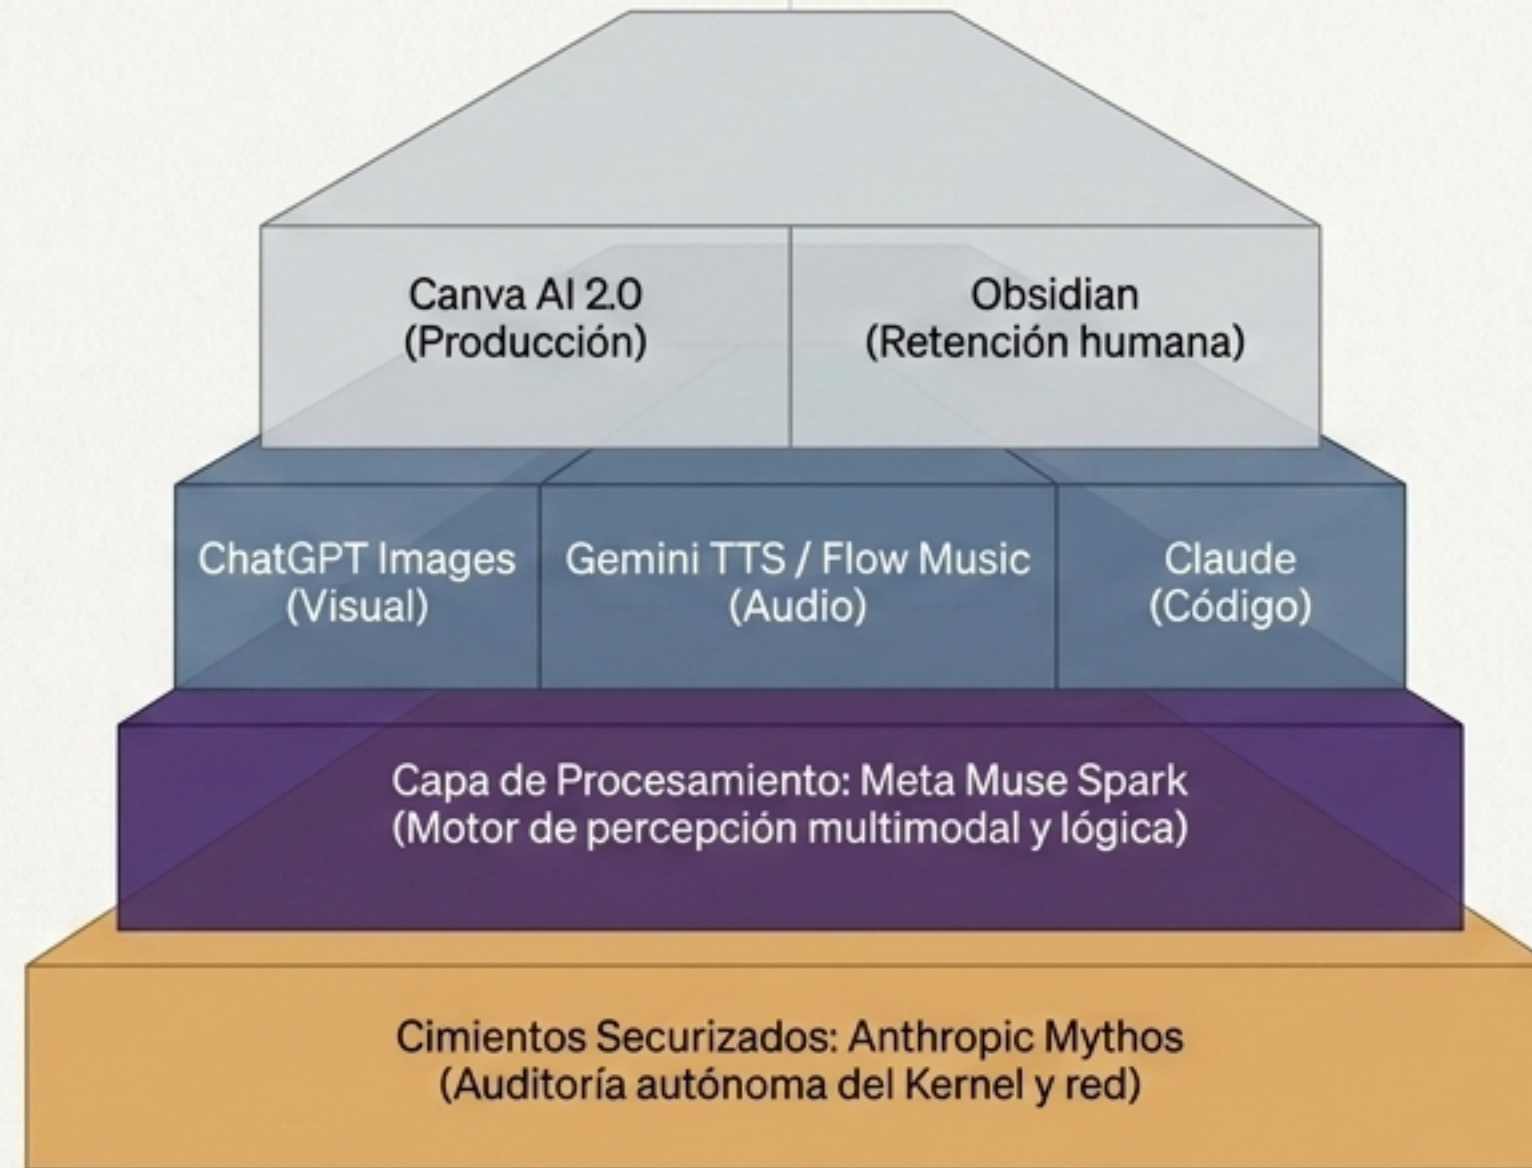 Canva AI 2.0
(Producción)
Obsidian
(Retención humana)
ChatGPT Images
(Visual)
Gemini TTS / Flow Music
(Audio)
Claude
(Código)
Capa de Procesamiento: Meta Muse Spark
(Motor de percepción multimodal y lógica)
Cimientos Securizados: Anthropic Mythos
(Auditoría autónoma del Kernel y red)